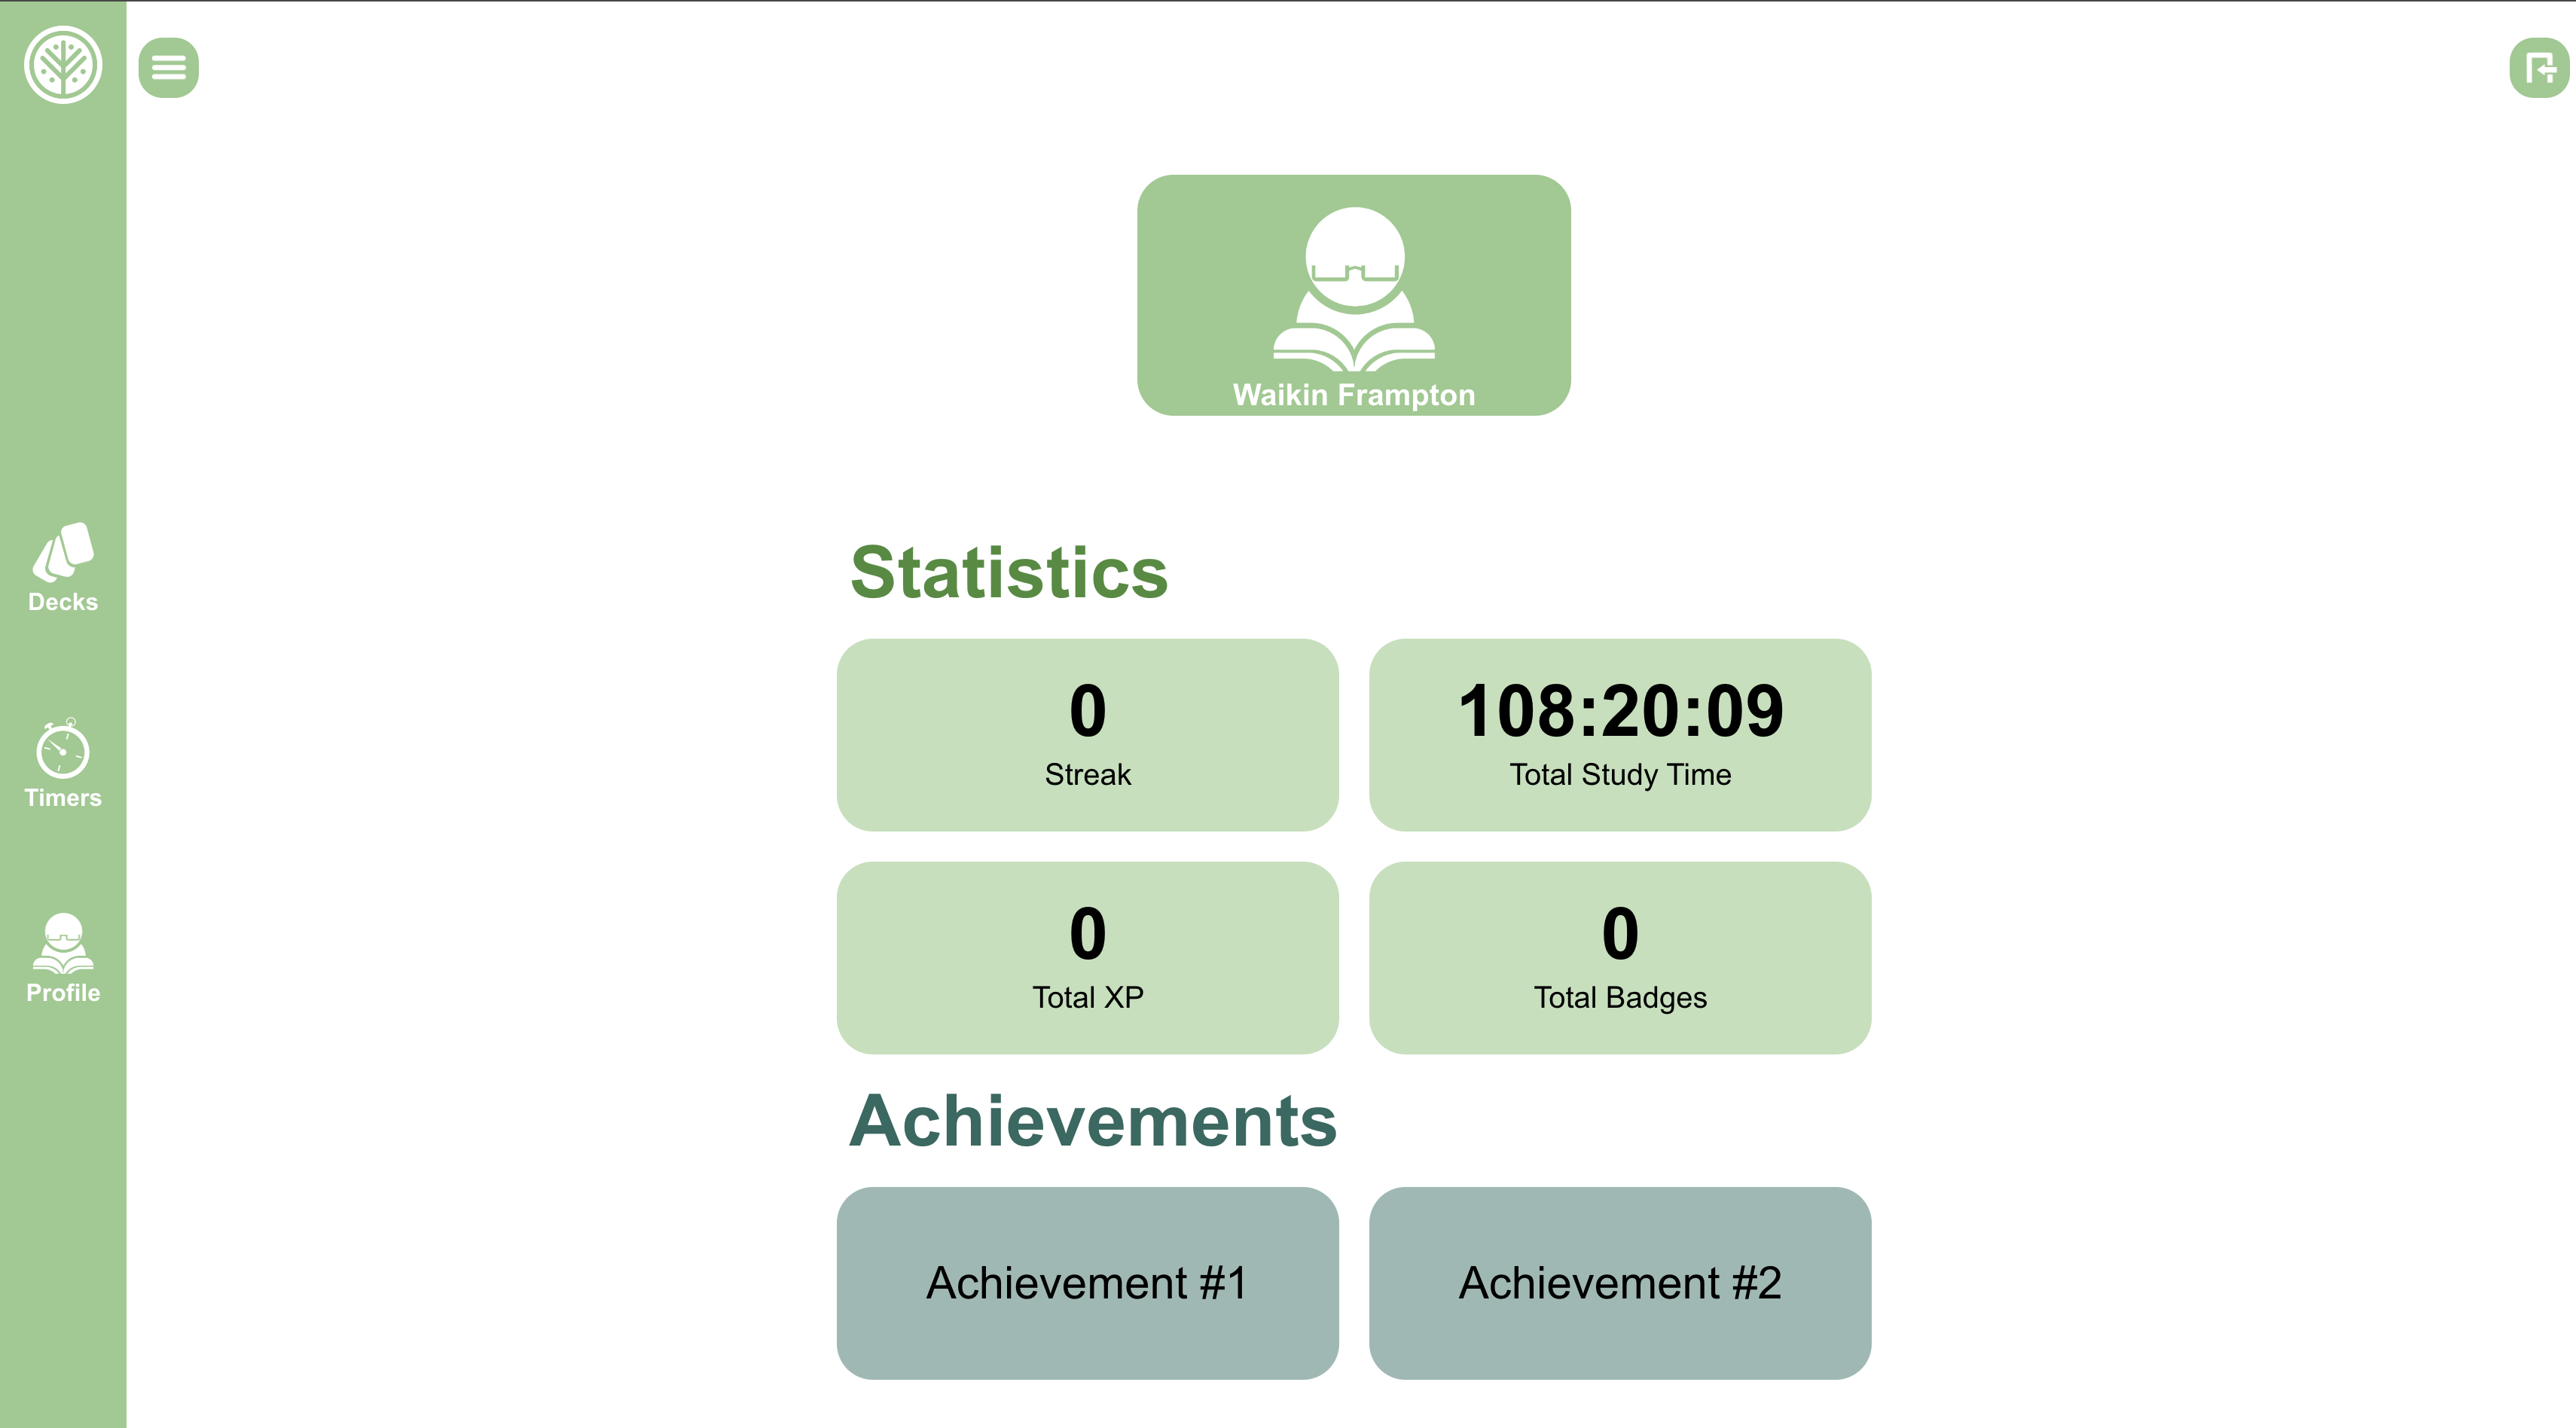 Waikin Frampton
Decks
Timers
Profile
Statistics
0
Streak
108:20:09
Total Study Time
0
Total XP
0
Total Badges
Achievements
Achievement #1
Achievement #2